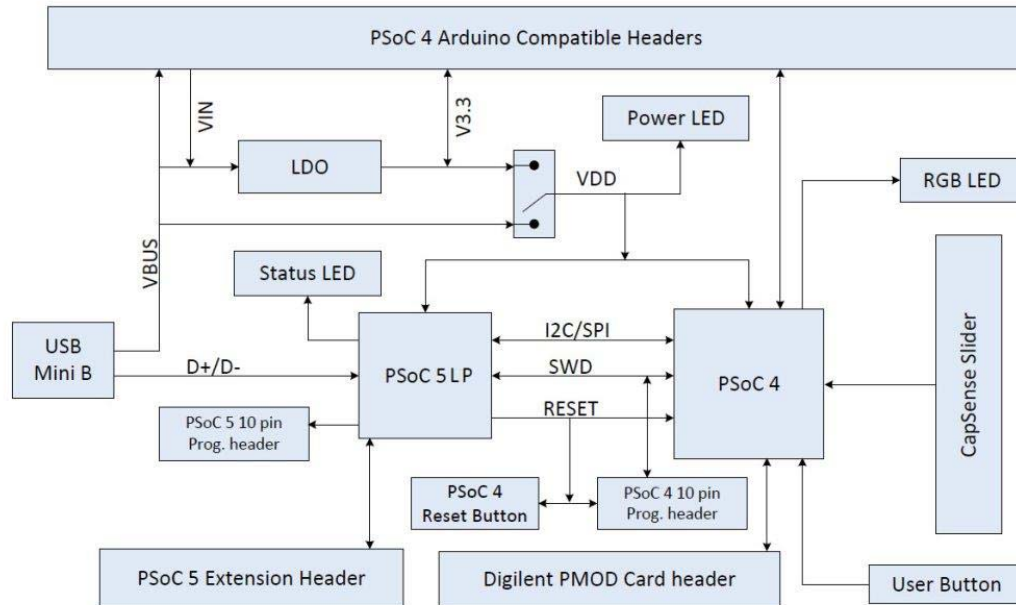 PSoC 4 Arduino Compatible Headers
VIN
V3.3
Power LED
LDO
VDD
RGB LED
VBUS
Status LED
CapSense Slider
USB
Mini B
D+/D-
PSoC 5LP
I2C/SPI
SWD
RESET
PSoC 4
PSoC 5 10 pin
Prog. header
PSoC 4
Reset Button
PSoC 4 10 pin
Prog. header
PSoC 5 Extension Header
Digilent PMOD Card header
User Button